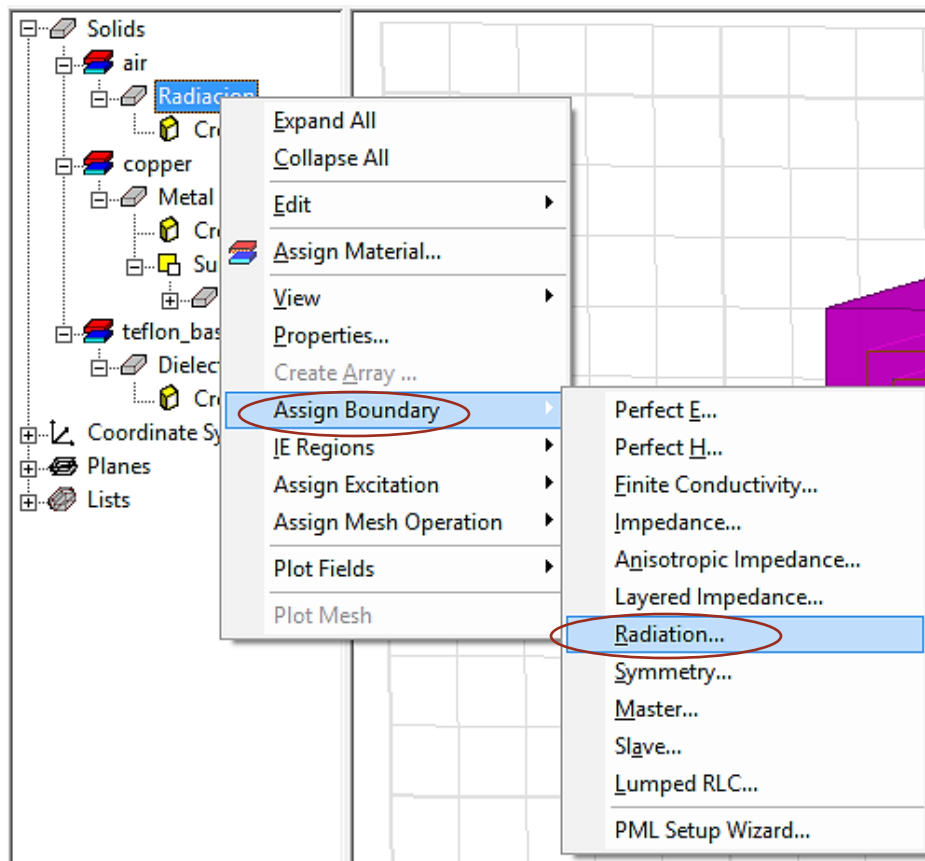 Solids
air
Radiacion
copper
Metal
teflon_bas
Dielect
Coordinate Sy
Planes
Lists
Expand All
Collapse All
Edit
Assign Material...
View
Properties...
Create Array ...
Assign Boundary
IE Regions
Assign Excitation
Assign Mesh Operation
Plot Fields
Plot Mesh
Perfect E...
Perfect H...
Finite Conductivity...
Impedance...
Anisotropic Impedance...
Layered Impedance...
Radiation...
Symmetry...
Master...
Slave...
Lumped RLC...
PML Setup Wizard...